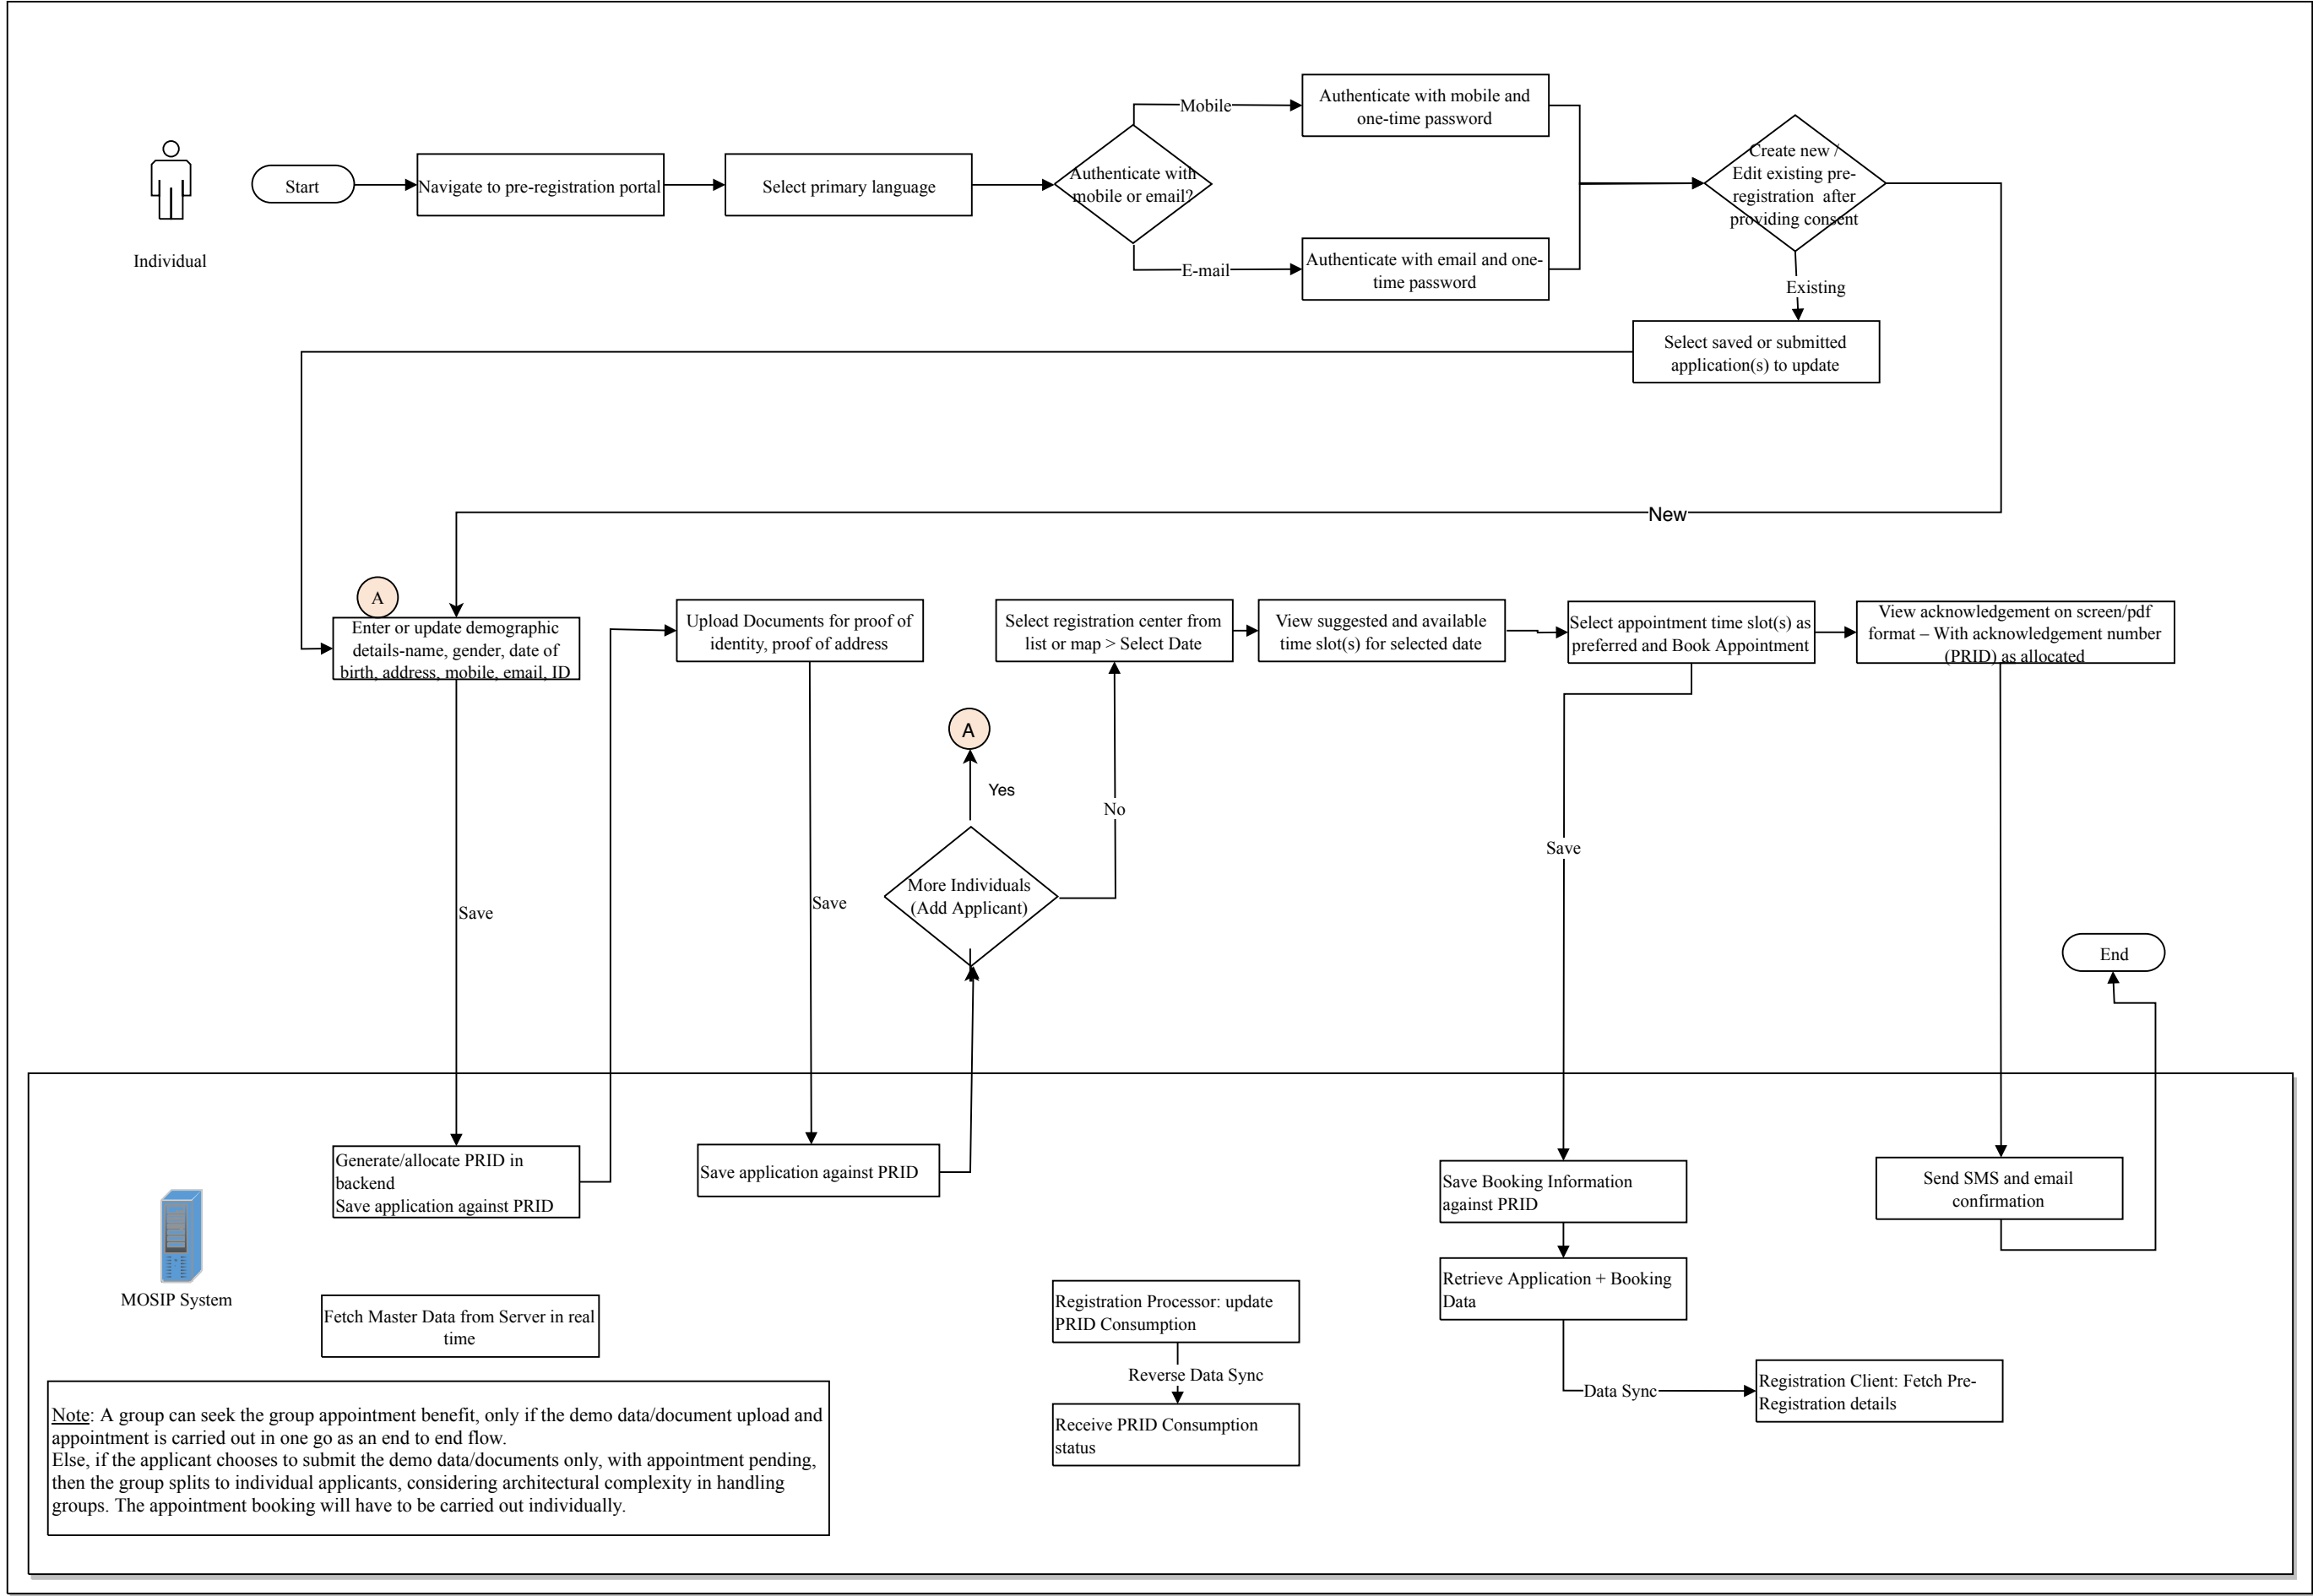 Mobile
Authenticate with mobile and
one-time password
Individual
Start
Navigate to pre-registration portal
Select primary language
Authenticate with
mobile or email?
E-mail
Authenticate with email and one-
time password
Create new /
Edit existing pre-
registration  after
providing consent
Existing
Select saved or submitted
application(s) to update
New
A
Enter or update demographic
details-name, gender, date of
birth, address, mobile, email, ID
Upload Documents for proof of
identity, proof of address
Select registration center from
list or map > Select Date
View suggested and available
time slot(s) for selected date
Select appointment time slot(s) as
preferred and Book Appointment
View acknowledgement on screen/pdf
format – With acknowledgement number
(PRID) as allocated
A
Yes
No
Save
More Individuals
(Add Applicant)
Save
Save
End
Generate/allocate PRID in
backend
Save application against PRID
Save application against PRID
Save Booking Information
against PRID
Send SMS and email
confirmation
MOSIP System
Fetch Master Data from Server in real
time
Registration Processor: update
PRID Consumption
Reverse Data Sync
Receive PRID Consumption
status
Retrieve Application + Booking
Data
Data Sync
Registration Client: Fetch Pre-
Registration details
Note: A group can seek the group appointment benefit, only if the demo data/document upload and
appointment is carried out in one go as an end to end flow.
Else, if the applicant chooses to submit the demo data/documents only, with appointment pending,
then the group splits to individual applicants, considering architectural complexity in handling
groups. The appointment booking will have to be carried out individually.